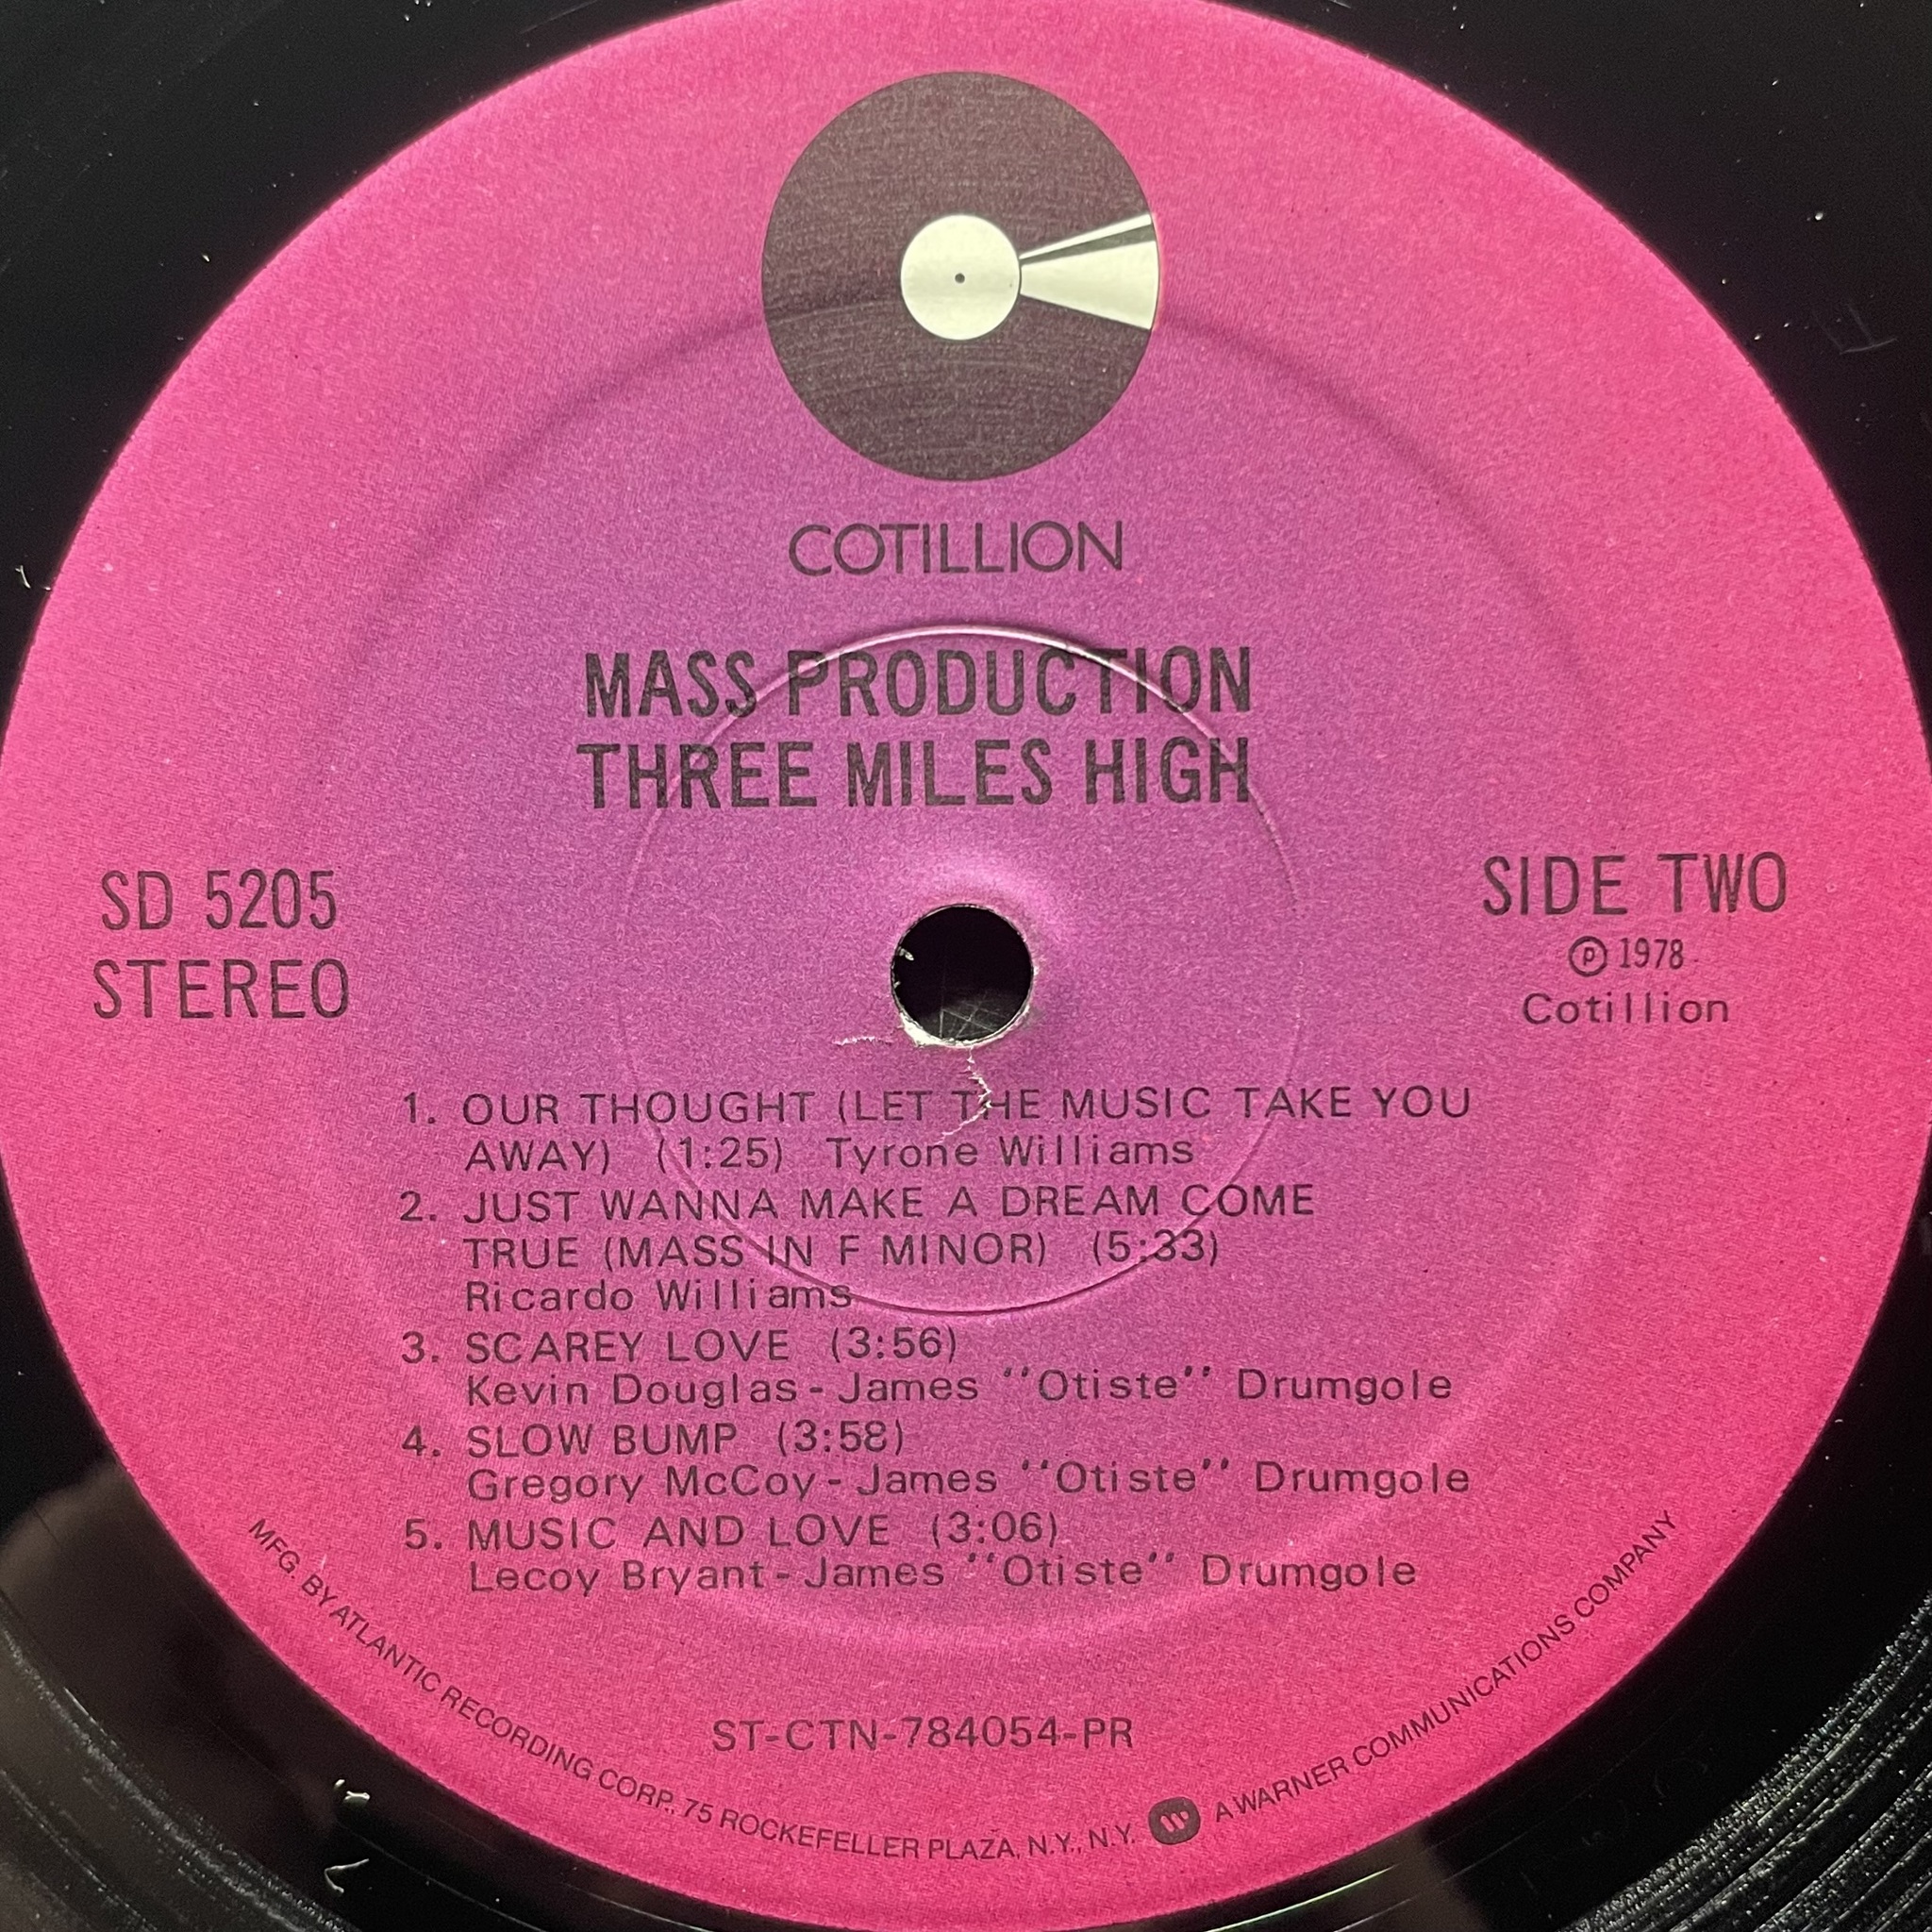 COTILLION
MASS PRODUCTION
THREE MILES HIGH
SD 5205
STEREO
SIDE TWO
Ⓟ 1978
Cotillion
1. OUR THOUGHT (LET THE MUSIC TAKE YOU
AWAY) (1:25) Tyrone Williams
2. JUST WANNA MAKE A DREAM COME
TRUE (MASS IN F MINOR) (5:33)
Ricardo Williams
3. SCAREY LOVE (3:56)
Kevin Douglas-James "Otiste" Drumgole
4. SLOW BUMP (3:58)
Gregory McCoy-James "Otiste" Drumgole
5. MUSIC AND LOVE (3:06)
Lecoy Bryant-James "Otiste" Drumgole
ST-CTN-784054-PR
MFG. BY ATLANTIC RECORDING CORP., 75 ROCKEFELLER PLAZA, N.Y., N.Y. W A WARNER COMMUNICATIONS COMPANY